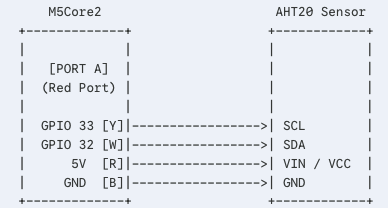 M5Core2                    AHT20 Sensor
+-------------+                  +------------+
|             |                  |            |
|   [PORT A]  |                  |            |
|  (Red Port) |                  |            |
|             |                  |            |
|  GPIO 33 [Y]|----------------->| SCL        |
|  GPIO 32 [W]|----------------->| SDA        |
|      5V  [R]|----------------->| VIN / VCC  |
|     GND  [B]|----------------->| GND        |
+-------------+                  +------------+